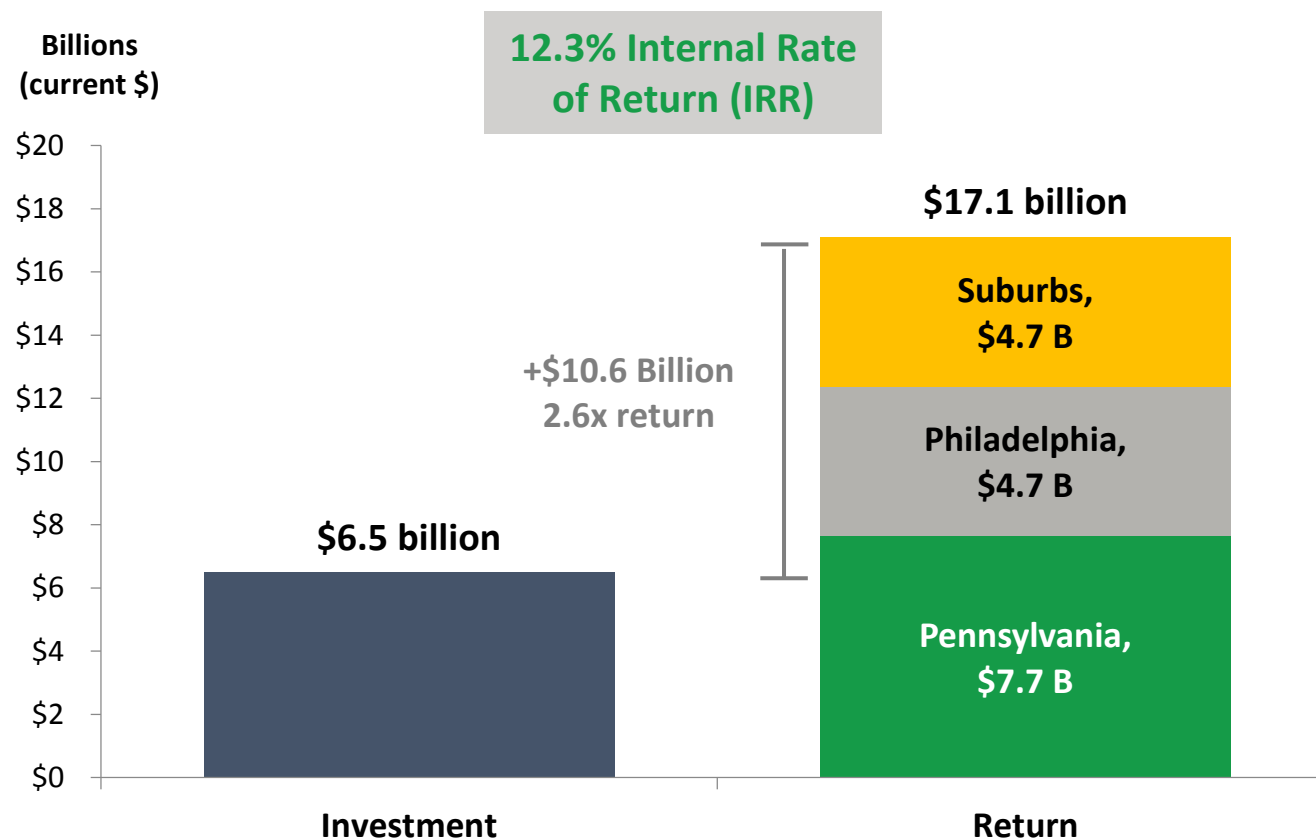 Billions
(current $)
12.3% Internal Rate
of Return (IRR)
$20
$18
$16
$14
$12
$10
$8
$6
$4
$2
$0
$6.5 billion
+$10.6 Billion
2.6x return
$17.1 billion
Suburbs,
$4.7 B
Philadelphia,
$4.7 B
Pennsylvania,
$7.7 B
Investment
Return